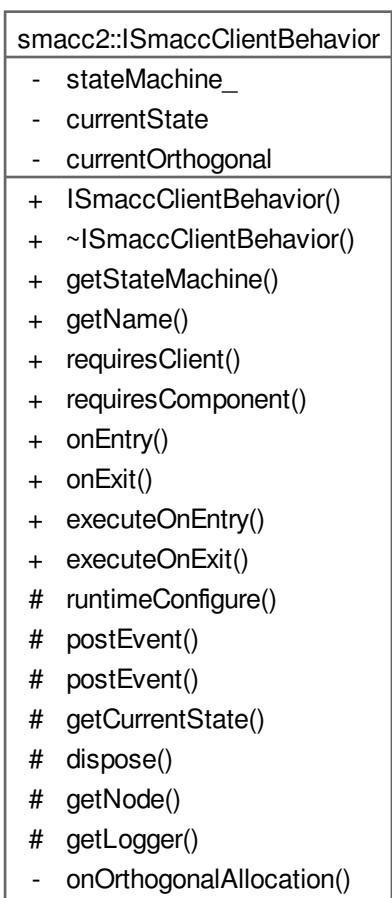 smacc2::ISmaccClientBehavior
- stateMachine_
- currentState
- currentOrthogonal
+ ISmaccClientBehavior()
+ ~ISmaccClientBehavior()
+ getStateMachine()
+ getName()
+ requiresClient()
+ requiresComponent()
+ onEntry()
+ onExit()
+ executeOnEntry()
+ executeOnExit()
# runtimeConfigure()
# postEvent()
# postEvent()
# getCurrentState()
# dispose()
# getNode()
# getLogger()
- onOrthogonalAllocation()